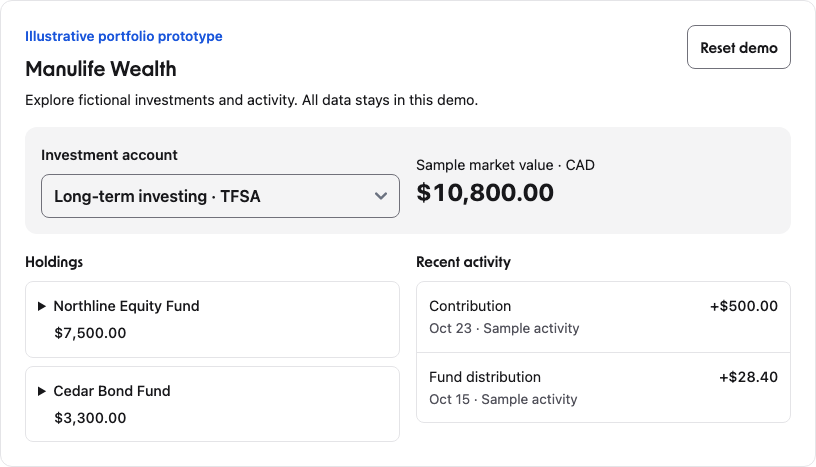 Illustrative portfolio prototype
Reset demo
Manulife Wealth
Explore fictional investments and activity. All data stays in this demo.
Investment account
Long-term investing · TFSA
Sample market value · CAD
$10,800.00
Holdings
Northline Equity Fund
$7,500.00
Cedar Bond Fund
$3,300.00
Recent activity
Contribution +$500.00
Oct 23 · Sample activity
Fund distribution +$28.40
Oct 15 · Sample activity